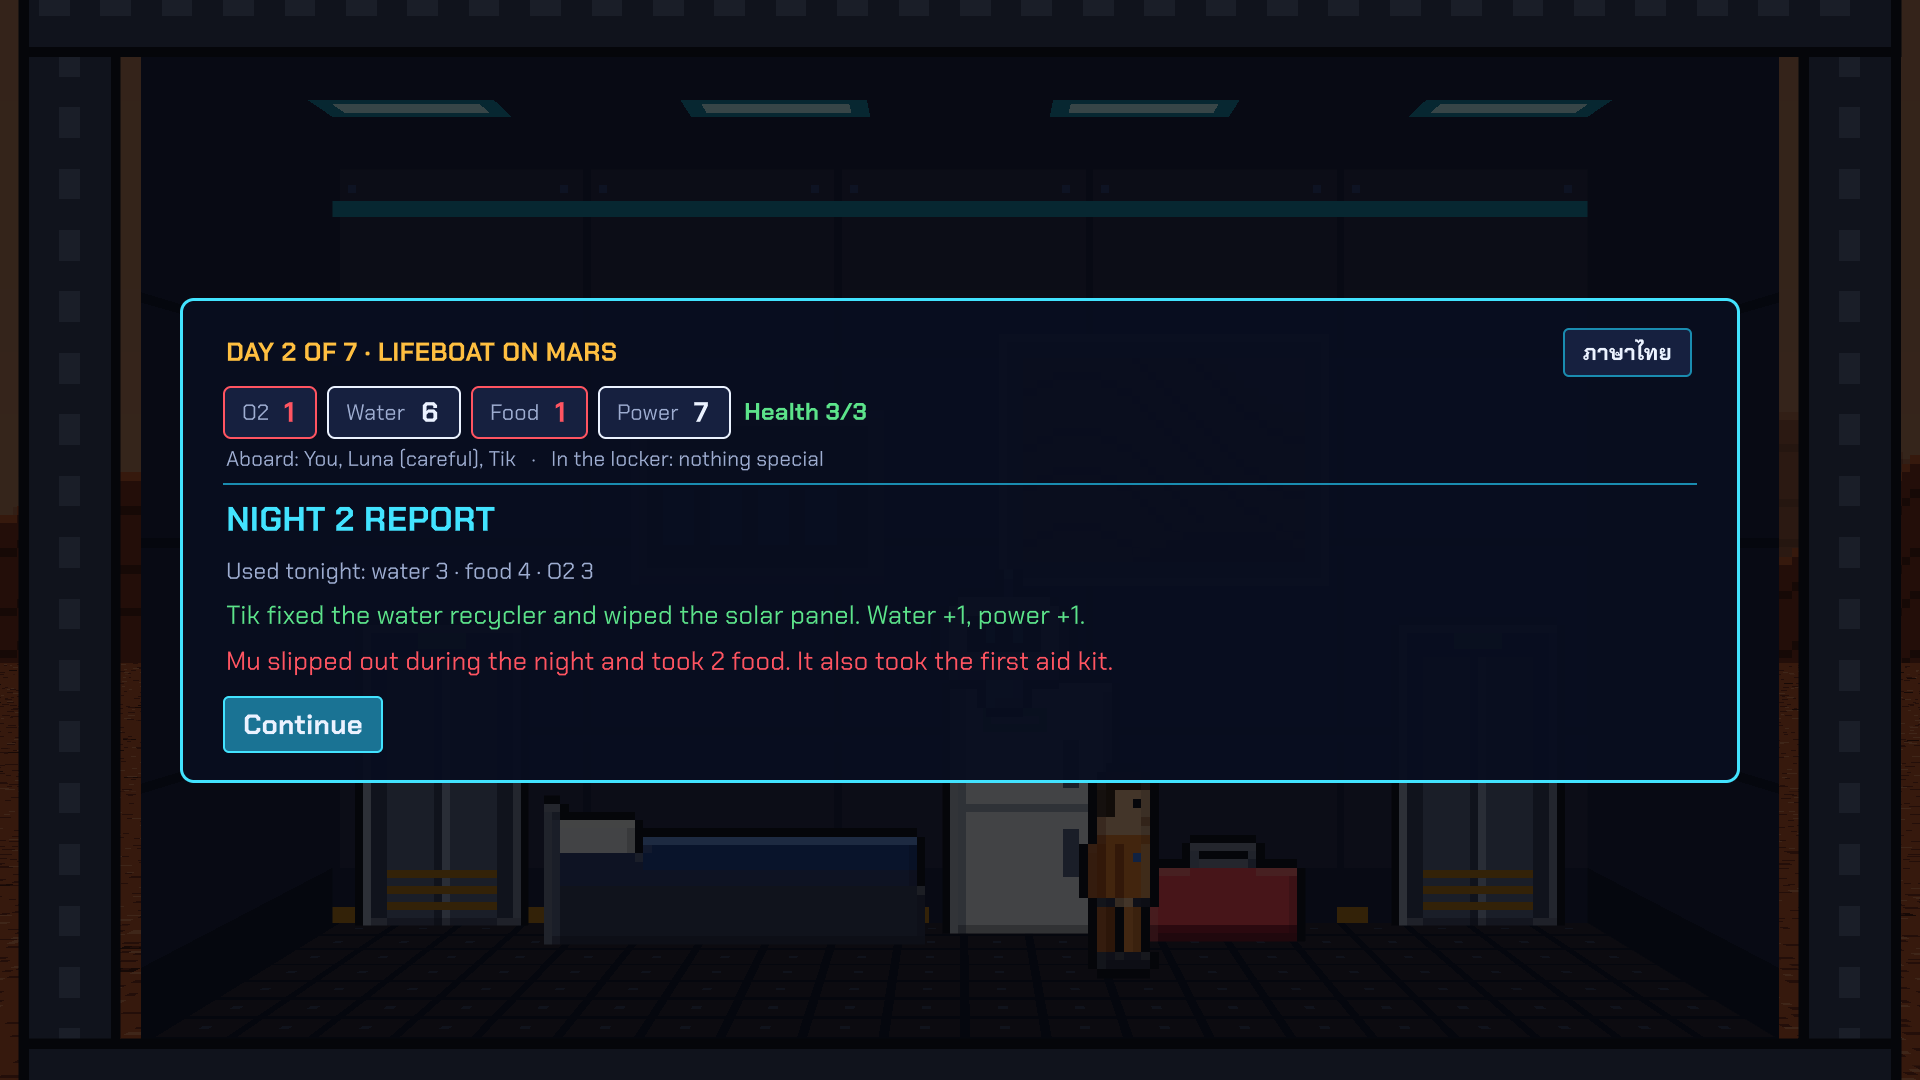 DAY 2 OF 7 · LIFEBOAT ON MARS
ภาษาไทย
O2 1 Water 6 Food 1 Power 7 Health 3/3
Aboard: You, Luna (careful), Tik · In the locker: nothing special
NIGHT 2 REPORT
Used tonight: water 3 · food 4 · O2 3
Tik fixed the water recycler and wiped the solar panel. Water +1, power +1.
Mu slipped out during the night and took 2 food. It also took the first aid kit.
Continue